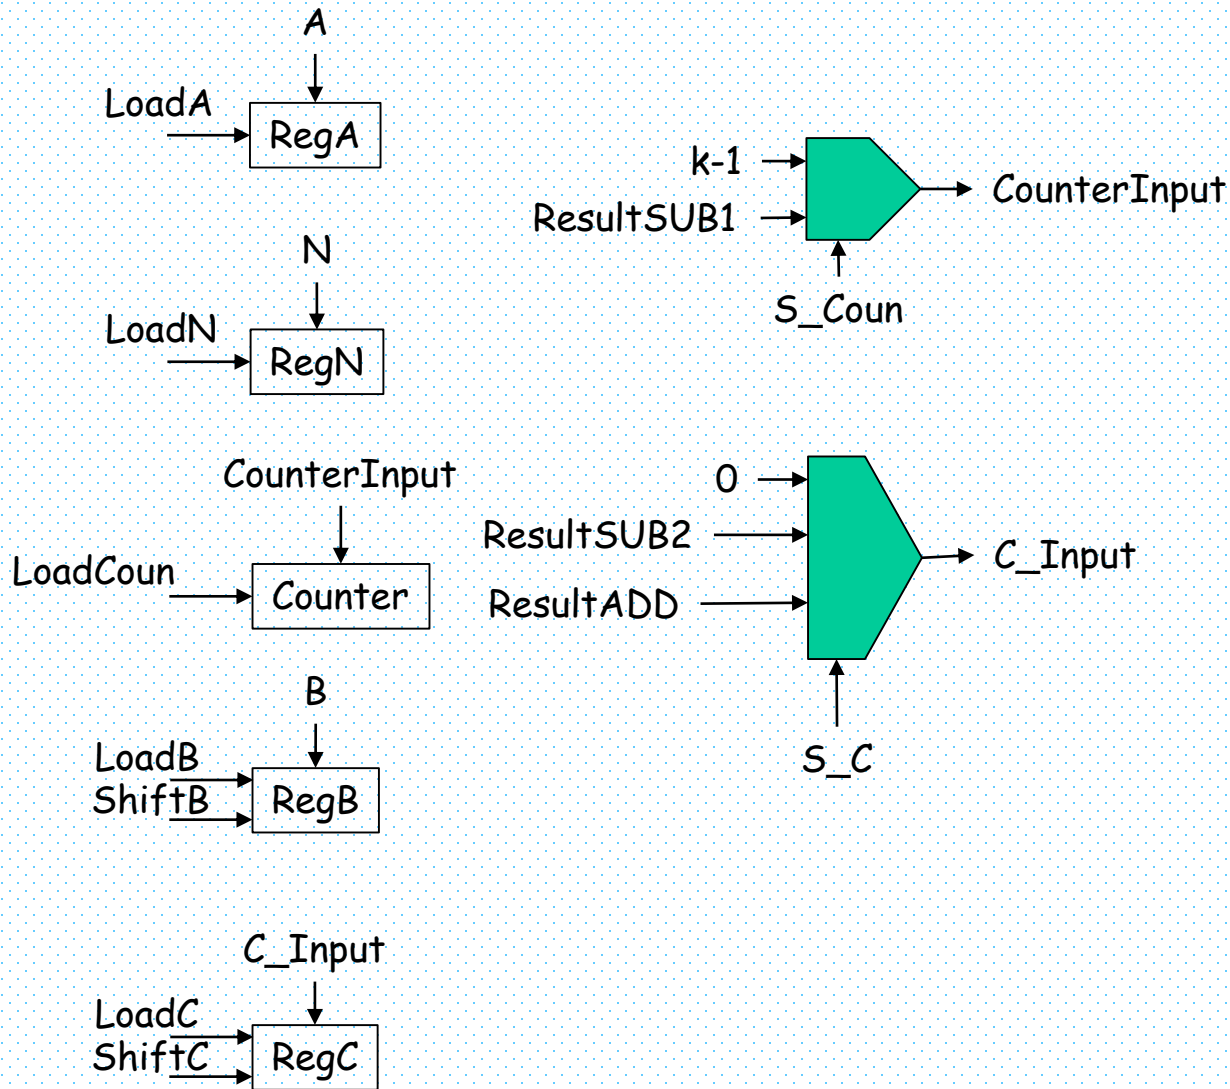 A
LoadA
RegA
N
LoadN
RegN
CounterInput
LoadCoun
Counter
B
LoadB
ShiftB
RegB
C_Input
LoadC
ShiftC
RegC
k-1
ResultSUB1
CounterInput
S_Coun
0
ResultSUB2
ResultADD
C_Input
S_C